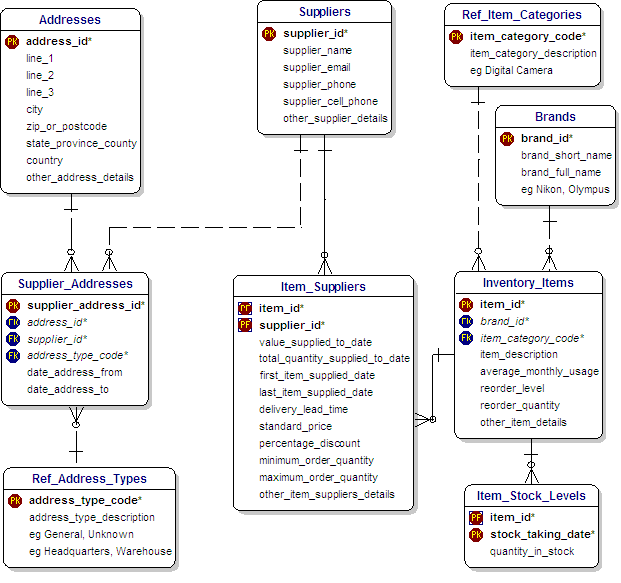 Addresses
PK address_id*
line_1
line_2
line_3
city
zip_or_postcode
state_province_county
country
other_address_details
Suppliers
PK supplier_id*
supplier_name
supplier_email
supplier_phone
supplier_cell_phone
other_supplier_details
Ref_Item_Categories
PK item_category_code*
item_category_description
eg Digital Camera
Brands
PK brand_id*
brand_short_name
brand_full_name
eg Nikon, Olympus
Supplier_Addresses
PK supplier_address_id*
FK address_id*
FK supplier_id*
FK address_type_code*
date_address_from
date_address_to
Item_Suppliers
PF item_id*
PF supplier_id*
value_supplied_to_date
total_quantity_supplied_to_date
first_item_supplied_date
last_item_supplied_date
delivery_lead_time
standard_price
percentage_discount
minimum_order_quantity
maximum_order_quantity
other_item_suppliers_details
Inventory_Items
PK item_id*
FK brand_id*
FK item_category_code*
item_description
average_monthly_usage
reorder_level
reorder_quantity
other_item_details
Ref_Address_Types
PK address_type_code*
address_type_description
eg General, Unknown
eg Headquarters, Warehouse
Item_Stock_Levels
PF item_id*
PK stock_taking_date*
quantity_in_stock